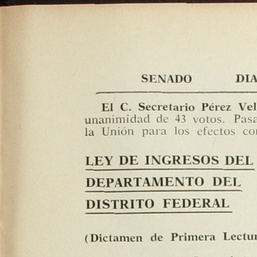 SENADO DIA
El C. Secretario Pérez Vel
unanimidad de 43 votos. Pasa
la Unión para los efectos co
LEY DE INGRESOS DEL
DEPARTAMENTO DEL
DISTRITO FEDERAL
(Dictamen de Primera Lectu